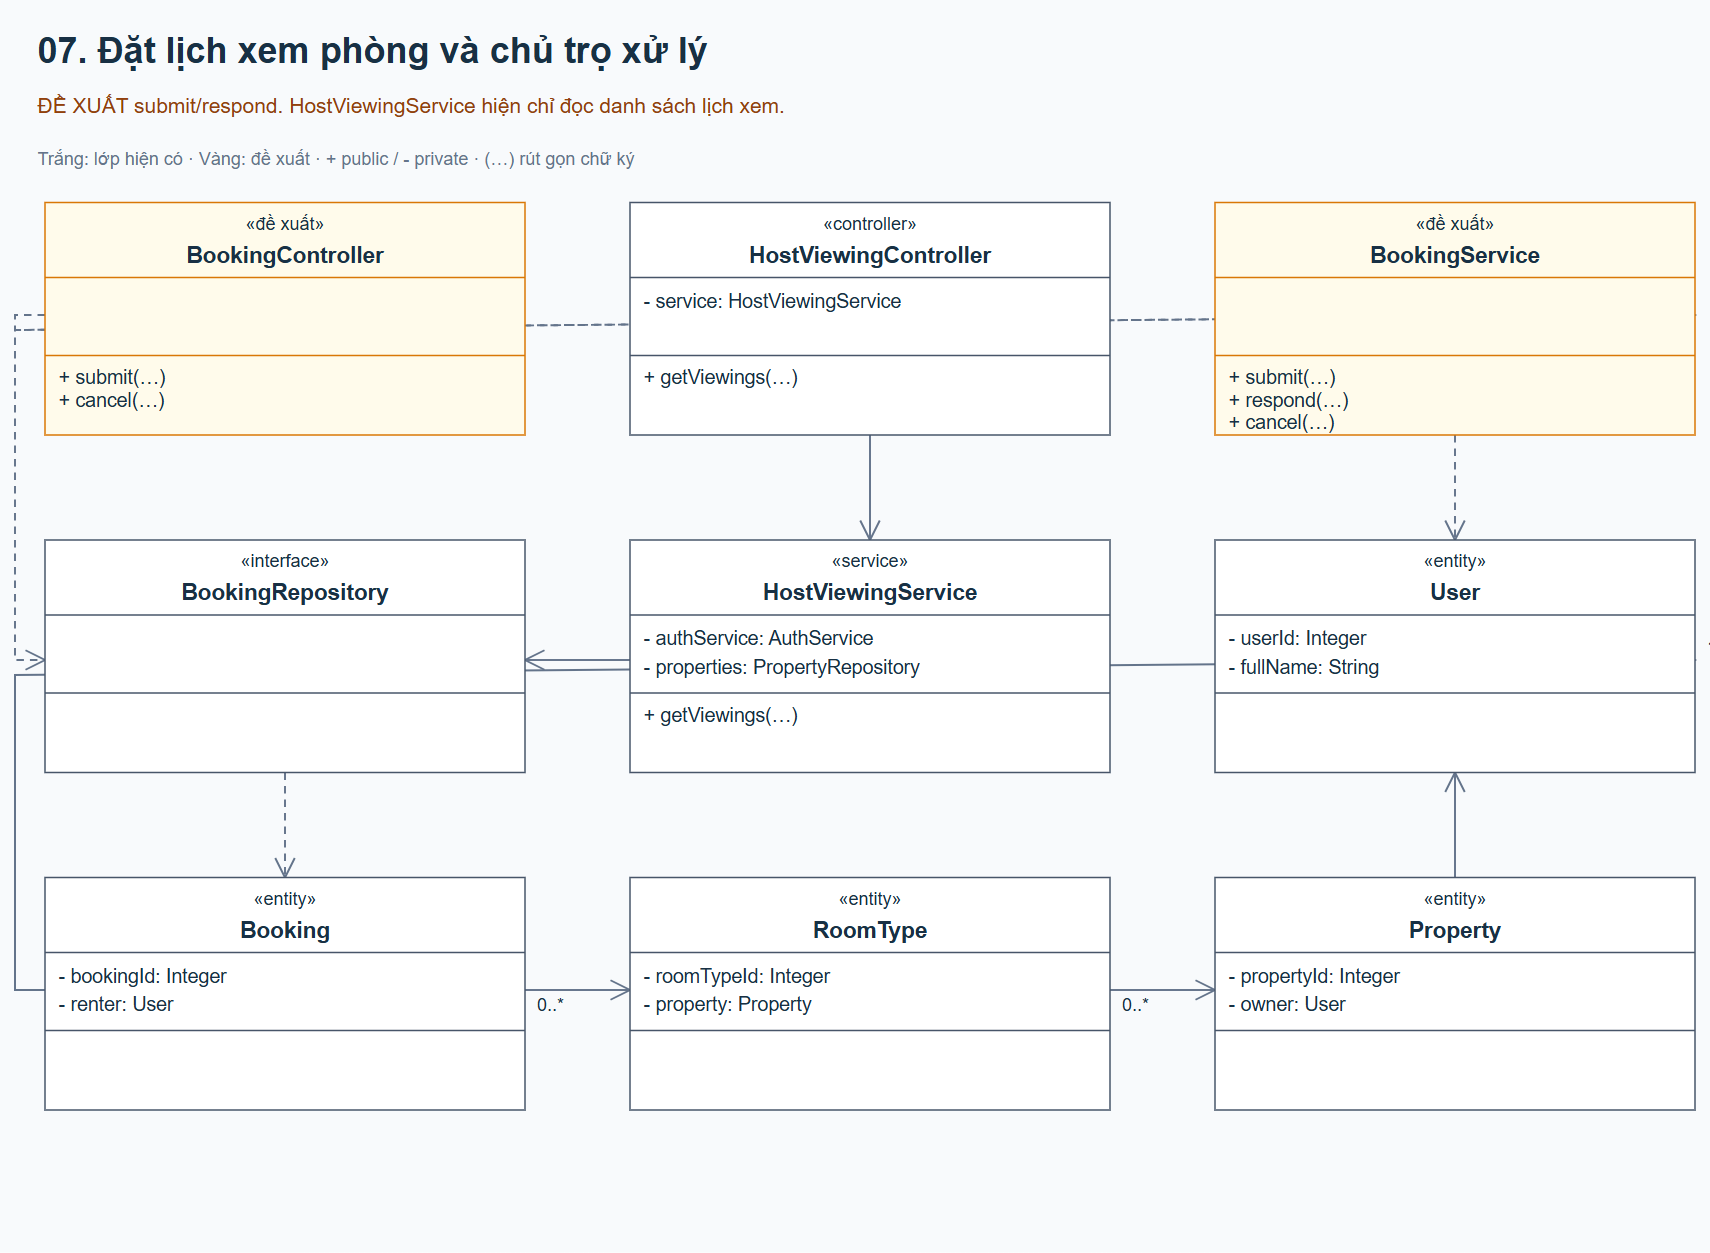 07. Đặt lịch xem phòng và chủ trọ xử lý
ĐỀ XUẤT submit/respond. HostViewingService hiện chỉ đọc danh sách lịch xem.
Trắng: lớp hiện có · Vàng: đề xuất · + public / - private · (…) rút gọn chữ ký
«đề xuất»
BookingController
+ submit(…)
+ cancel(…)
«controller»
HostViewingController
- service: HostViewingService
+ getViewings(…)
«đề xuất»
BookingService
+ submit(…)
+ respond(…)
+ cancel(…)
«interface»
BookingRepository
«service»
HostViewingService
- authService: AuthService
- properties: PropertyRepository
+ getViewings(…)
«entity»
User
- userId: Integer
- fullName: String
«entity»
Booking
- bookingId: Integer
- renter: User
0..*
«entity»
RoomType
- roomTypeId: Integer
- property: Property
0..*
«entity»
Property
- propertyId: Integer
- owner: User